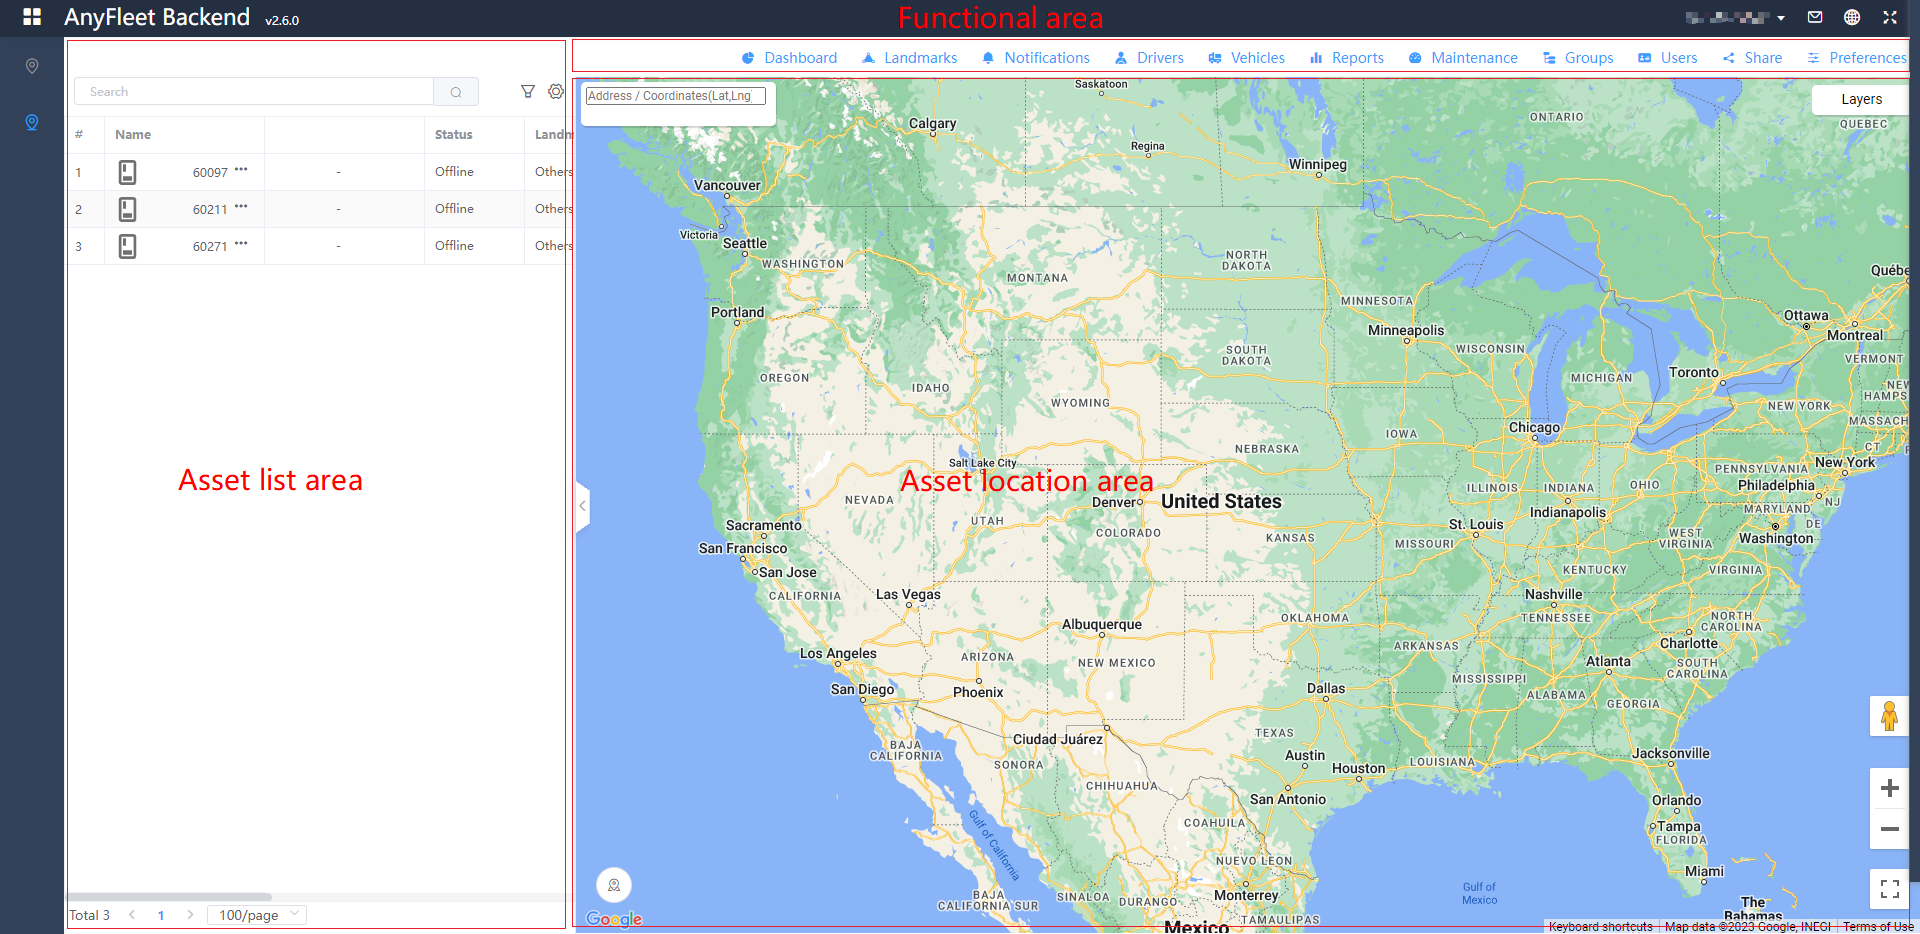 AnyFleet Backend v2.6.0
Functional area
Dashboard Landmarks Notifications Drivers Vehicles Reports Maintenance Groups Users Share Preferences
Search
# Name Status Landm
1 60097 ••• - Offline Others
2 60211 ••• - Offline Others
3 60271 ••• - Offline Others
Asset list area
Total 3 < 1 > 100/page
Address / Coordinates(Lat,Lng
Layers
Saskatoon
Calgary
ONTARIO
QUEBEC
Regina
Winnipeg
Vancouver
Victoria
Seattle
WASHINGTON
MONTANA
NORTH
DAKOTA
Québe
MINNESOTA
Portland
Minneapolis
Ottawa
Montreal
SOUTH
DAKOTA
WISCONSIN
VERMONT
OREGON
IDAHO
MICHIGAN
Toronto
NEW
HAMPS
WYOMING
NEW YORK
MASSACH
Chicago
IOWA
NEBRASKA
CT
R
Salt Lake City
Asset location area
PENNSYLVANIA
New York
NEVADA
Denver
United States
ILLINOIS
INDIANA
OHIO
Philadelphia
NJ
Indianapolis
MARYLAND
DE
Sacramento
UTAH
COLORADO
KANSAS
St. Louis
MISSOURI
WEST
VIRGINIA
Washington
San Francisco
San Jose
KENTUCKY
VIRGINIA
CALIFORNIA
Las Vegas
Nashville
TENNESSEE
Albuquerque
OKLAHOMA
NORTH
CAROLINA
Charlotte
Los Angeles
ARIZONA
NEW MEXICO
ARKANSAS
Atlanta
SOUTH
CAROLINA
San Diego
Phoenix
Dallas
MISSISSIPPI
ALABAMA
GEORGIA
Ciudad Juárez
TEXAS
BAJA
CALIFORNIA
SONORA
Austin
Houston
LOUISIANA
Jacksonville
CHIHUAHUA
San Antonio
Orlando
Gulf of California
COAHUILA
Tampa
FLORIDA
NUEVO LEON
Miami
BAJA
CALIFORNIA SUR
SINALOA
DURANGO
Monterrey
Gulf of
Mexico
The
Bahamas
TAMAULIPAS
Mexico
Google
Keyboard shortcuts Map data ©2023 Google, INEGI Terms of Use